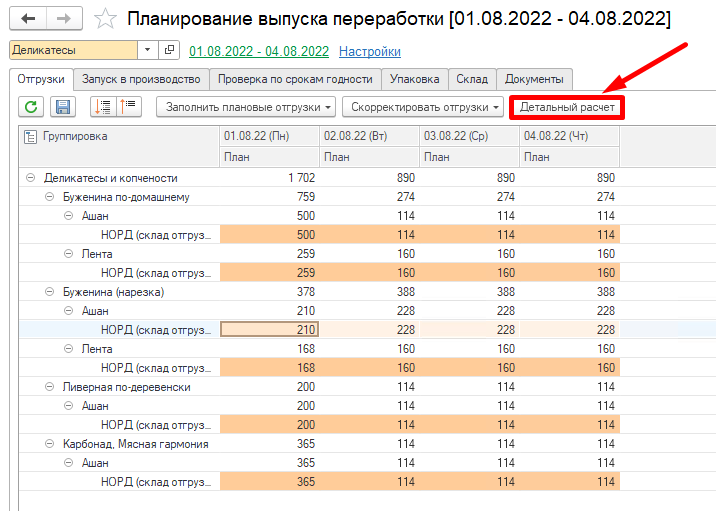 Планирование выпуска переработки [01.08.2022 - 04.08.2022]
Деликатесы 01.08.2022 - 04.08.2022 Настройки
Отгрузки Запуск в производство Проверка по срокам годности Упаковка Склад Документы
Заполнить плановые отгрузки Скорректировать отгрузки Детальный расчет
Группировка 01.08.22 (Пн) 02.08.22 (Вт) 03.08.22 (Ср) 04.08.22 (Чт)
План План План План
Деликатесы и копчености 1 702 890 890 890
Буженина по-домашнему 759 274 274 274
Ашан 500 114 114 114
НОРД (склад отгруз... 500 114 114 114
Лента 259 160 160 160
НОРД (склад отгруз... 259 160 160 160
Буженина (нарезка) 378 388 388 388
Ашан 210 228 228 228
НОРД (склад отгруз... 210 228 228 228
Лента 168 160 160 160
НОРД (склад отгруз... 168 160 160 160
Ливерная по-деревенски 200 114 114 114
Ашан 200 114 114 114
НОРД (склад отгруз... 200 114 114 114
Карбонад, Мясная гармония 365 114 114 114
Ашан 365 114 114 114
НОРД (склад отгруз... 365 114 114 114